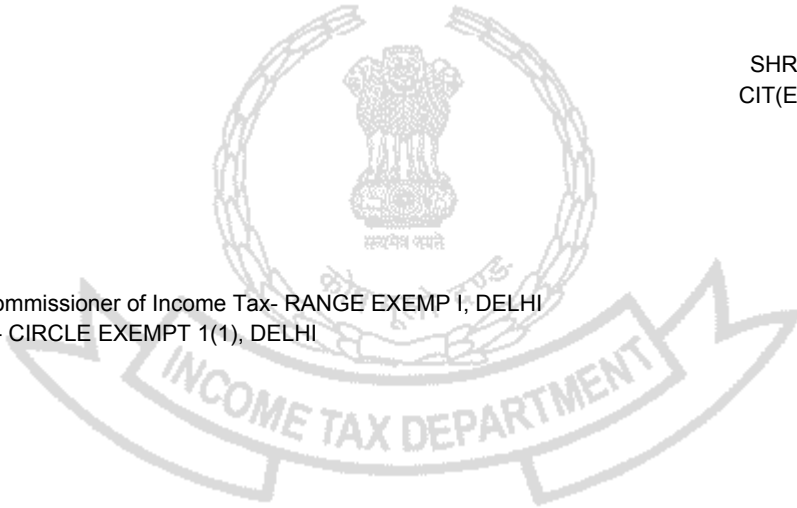 SHR
CIT(E
सत्यमेव जयते
ommissioner of Income Tax- RANGE EXEMP I, DELHI
- CIRCLE EXEMPT 1(1), DELHI
INCOME TAX DEPARTMENT